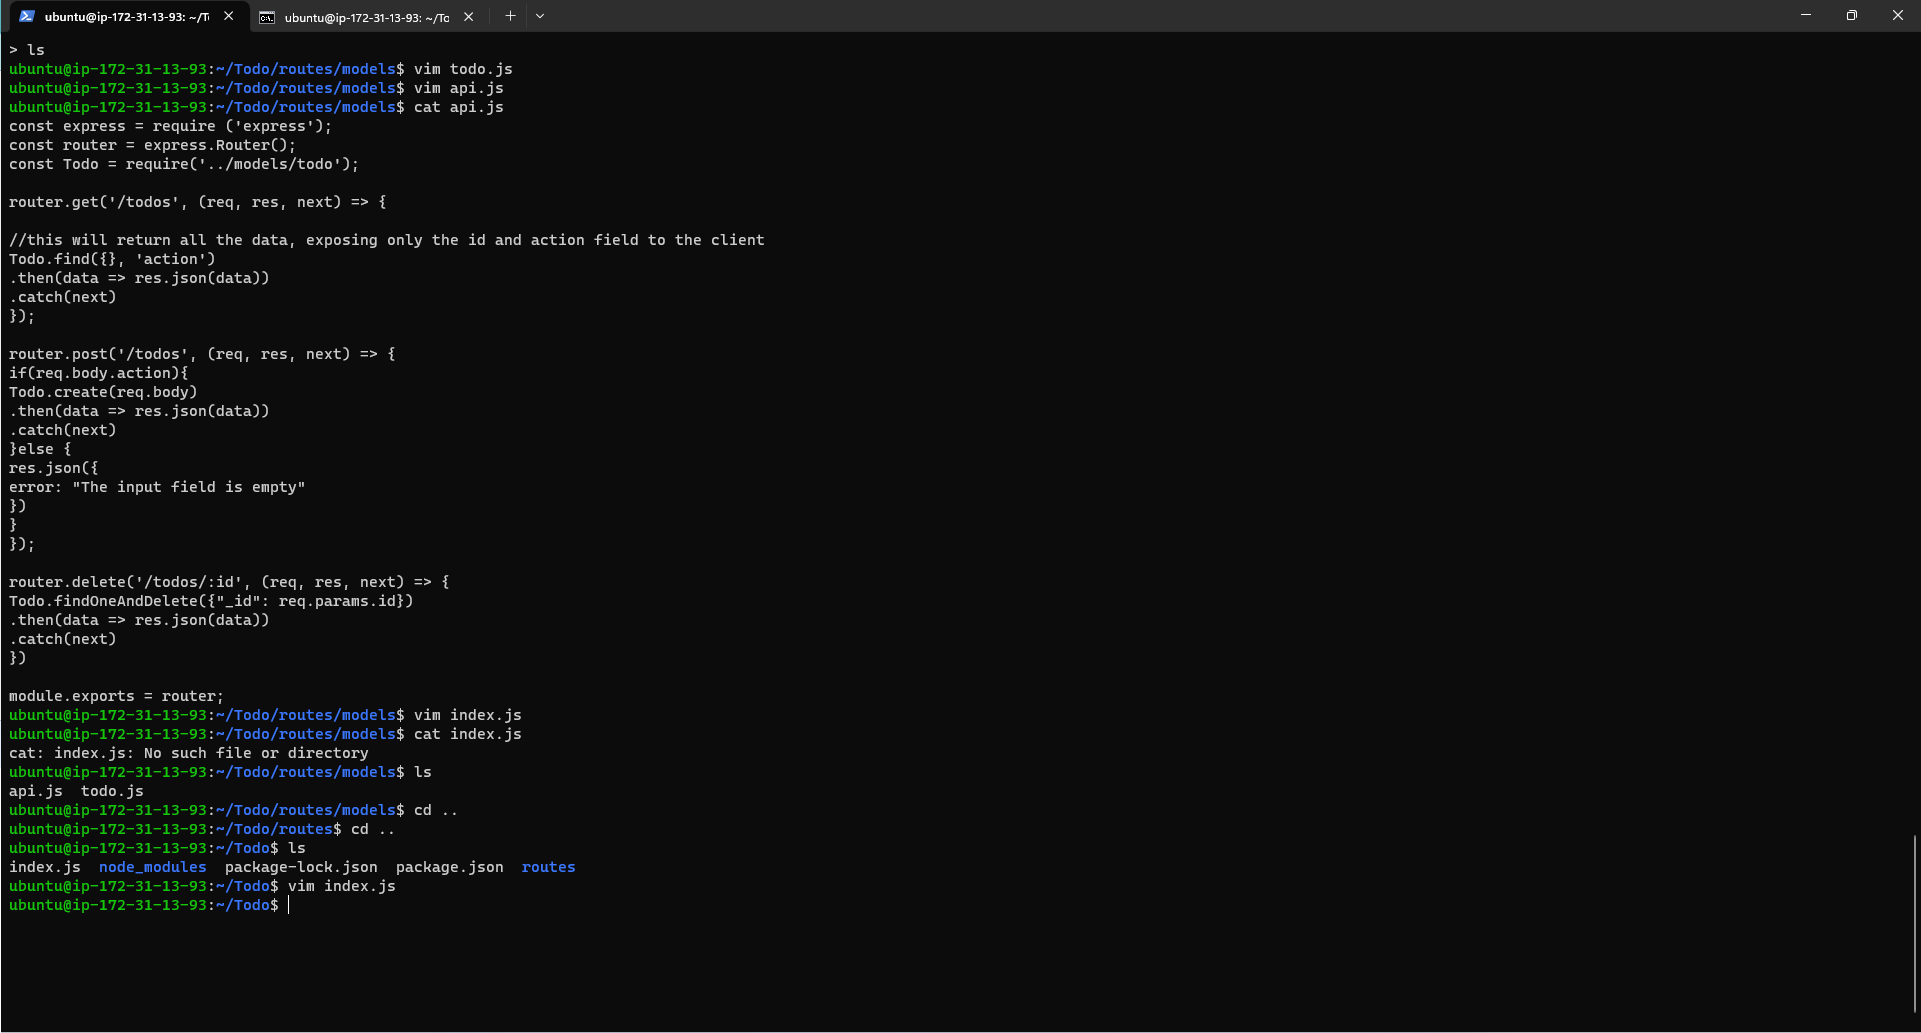 ubuntu@ip-172-31-13-93: ~/T
ubuntu@ip-172-31-13-93: ~/To
> ls
ubuntu@ip-172-31-13-93:~/Todo/routes/models$ vim todo.js
ubuntu@ip-172-31-13-93:~/Todo/routes/models$ vim api.js
ubuntu@ip-172-31-13-93:~/Todo/routes/models$ cat api.js
const express = require ('express');
const router = express.Router();
const Todo = require('../models/todo');
router.get('/todos', (req, res, next) => {
//this will return all the data, exposing only the id and action field to the client
Todo.find({}, 'action')
.then(data => res.json(data))
.catch(next)
});
router.post('/todos', (req, res, next) => {
if(req.body.action){
Todo.create(req.body)
.then(data => res.json(data))
.catch(next)
}else {
res.json({
error: "The input field is empty"
})
}
});
router.delete('/todos/:id', (req, res, next) => {
Todo.findOneAndDelete({"_id": req.params.id})
.then(data => res.json(data))
.catch(next)
})
module.exports = router;
ubuntu@ip-172-31-13-93:~/Todo/routes/models$ vim index.js
ubuntu@ip-172-31-13-93:~/Todo/routes/models$ cat index.js
cat: index.js: No such file or directory
ubuntu@ip-172-31-13-93:~/Todo/routes/models$ ls
api.js  todo.js
ubuntu@ip-172-31-13-93:~/Todo/routes/models$ cd ..
ubuntu@ip-172-31-13-93:~/Todo/routes$ cd ..
ubuntu@ip-172-31-13-93:~/Todo$ ls
index.js  node_modules  package-lock.json  package.json  routes
ubuntu@ip-172-31-13-93:~/Todo$ vim index.js
ubuntu@ip-172-31-13-93:~/Todo$